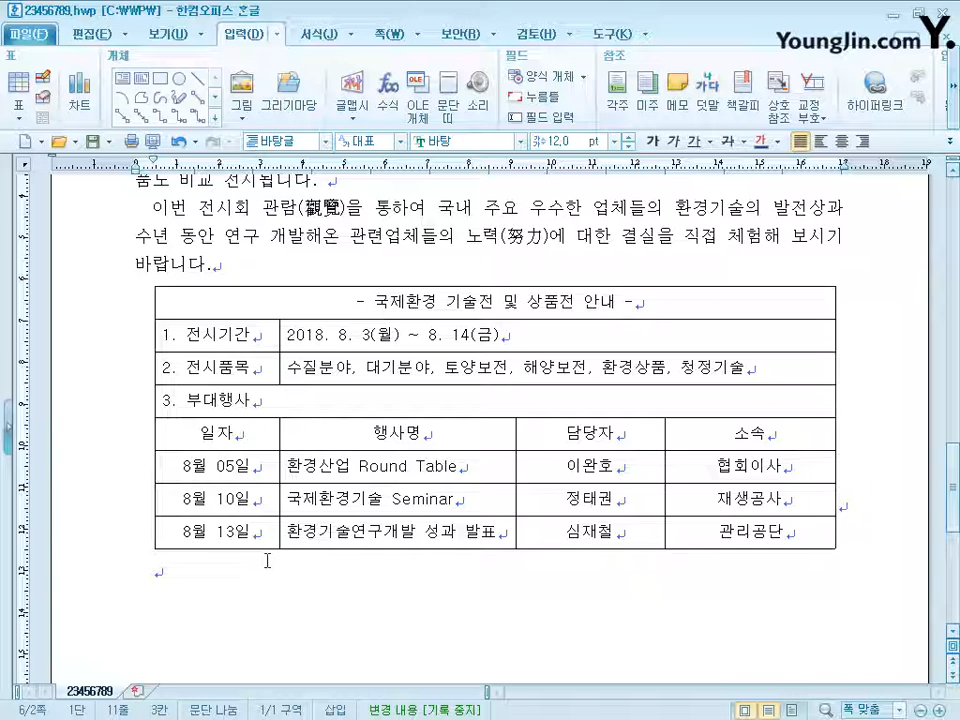 23456789.hwp [C:\WPW] - 한컴오피스 한글
YoungJin.com Y.
파일(F) 편집(E) 보기(U) 입력(D) 서식(J) 쪽(W) 보안(R) 검토(H) 도구(K)
표 개체 필드 참조
표 차트 그림 그리기마당 글맵시 수식 OLE 개체 문단 띠 소리
양식 개체
누름틀
필드 입력
각주 미주 메모 덧말 책갈피 상호 참조 교정 부호 하이퍼링크
바탕글 대표 바탕 12.0 pt 가 가 가 가 가 가
품도 비교 전시됩니다.
이번 전시회 관람(觀覽)을 통하여 국내 주요 우수한 업체들의 환경기술의 발전상과
수년 동안 연구 개발해온 관련업체들의 노력(努力)에 대한 결실을 직접 체험해 보시기
바랍니다.
- 국제환경 기술전 및 상품전 안내 -
1. 전시기간 2018. 8. 3(월) ~ 8. 14(금)
2. 전시품목 수질분야, 대기분야, 토양보전, 해양보전, 환경상품, 청정기술
3. 부대행사
일자 행사명 담당자 소속
8월 05일 환경산업 Round Table 이완호 협회이사
8월 10일 국제환경기술 Seminar 정태권 재생공사
8월 13일 환경기술연구개발 성과 발표 심재철 관리공단
23456789
6/2쪽 1단 11줄 3칸 문단 나눔 1/1 구역 삽입 변경 내용 [기록 중지] 폭 맞춤